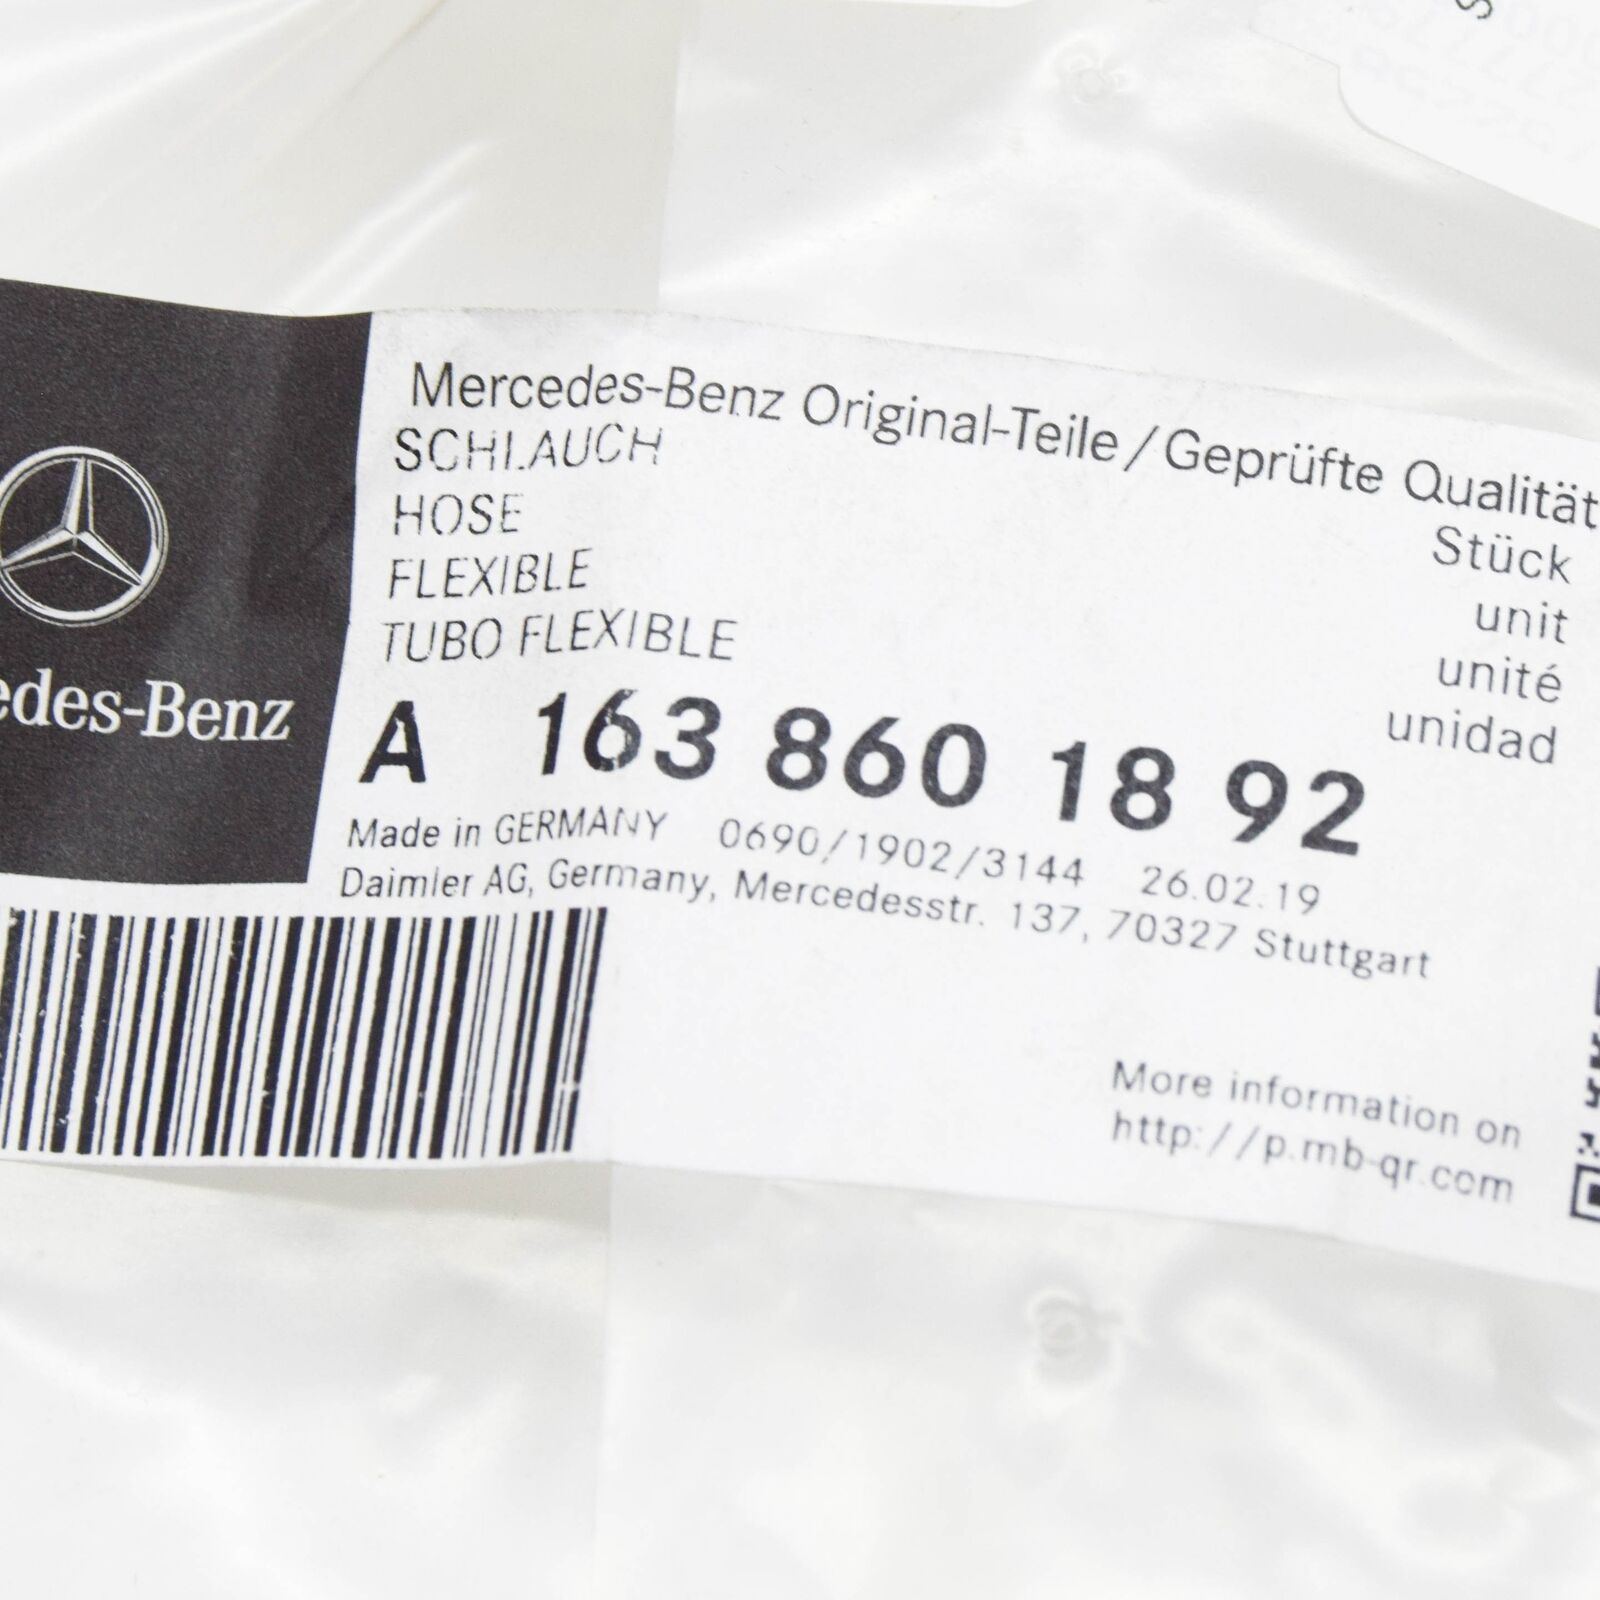 Mercedes-Benz Original-Teile/Geprüfte Qualität
SCHLAUCH
HOSE
FLEXIBLE
TUBO FLEXIBLE
Stück
unit
unité
unidad
edes-Benz
A 163 860 18 92
Made in GERMANY 0690/1902/3144 26.02.19
Daimler AG, Germany, Mercedesstr. 137, 70327 Stuttgart
More information on
http://p.mb-qr.com